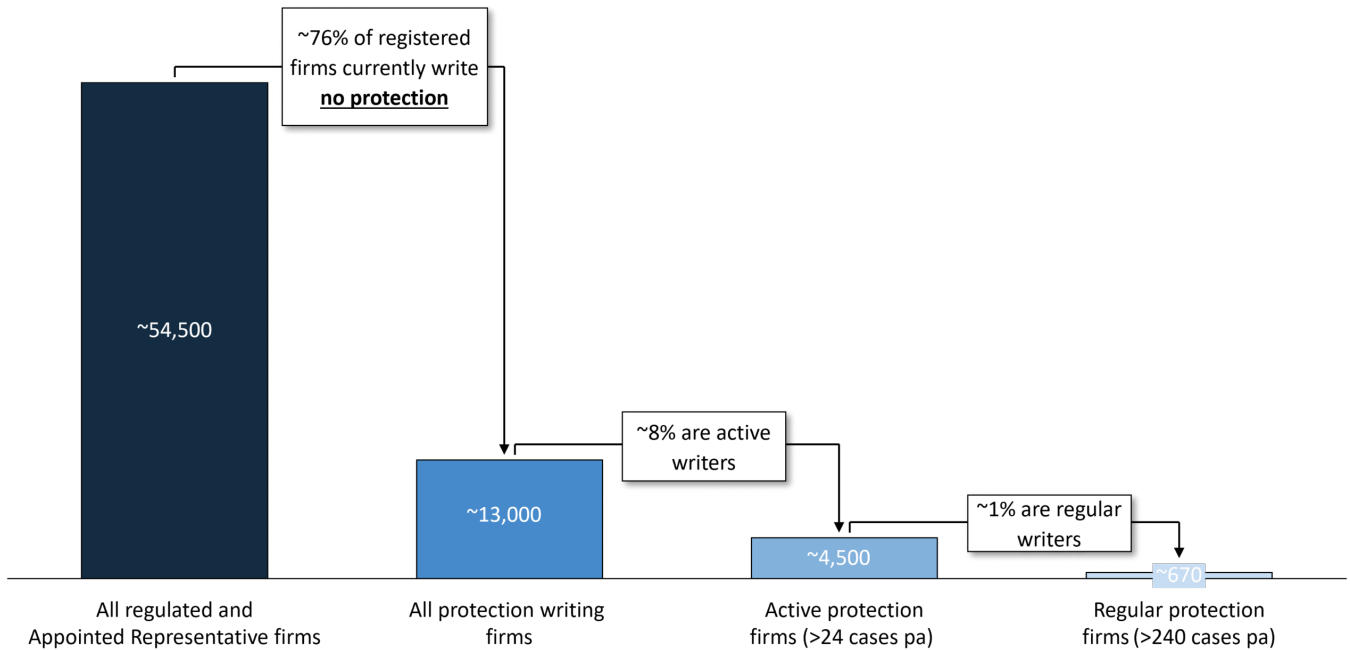 ~76% of registered
firms currently write
no protection
~54,500
~8% are active
writers
~13,000
~1% are regular
writers
~4,500
~670
All regulated and
Appointed Representative firms
All protection writing
firms
Active protection
firms (>24 cases pa)
Regular protection
firms (>240 cases pa)